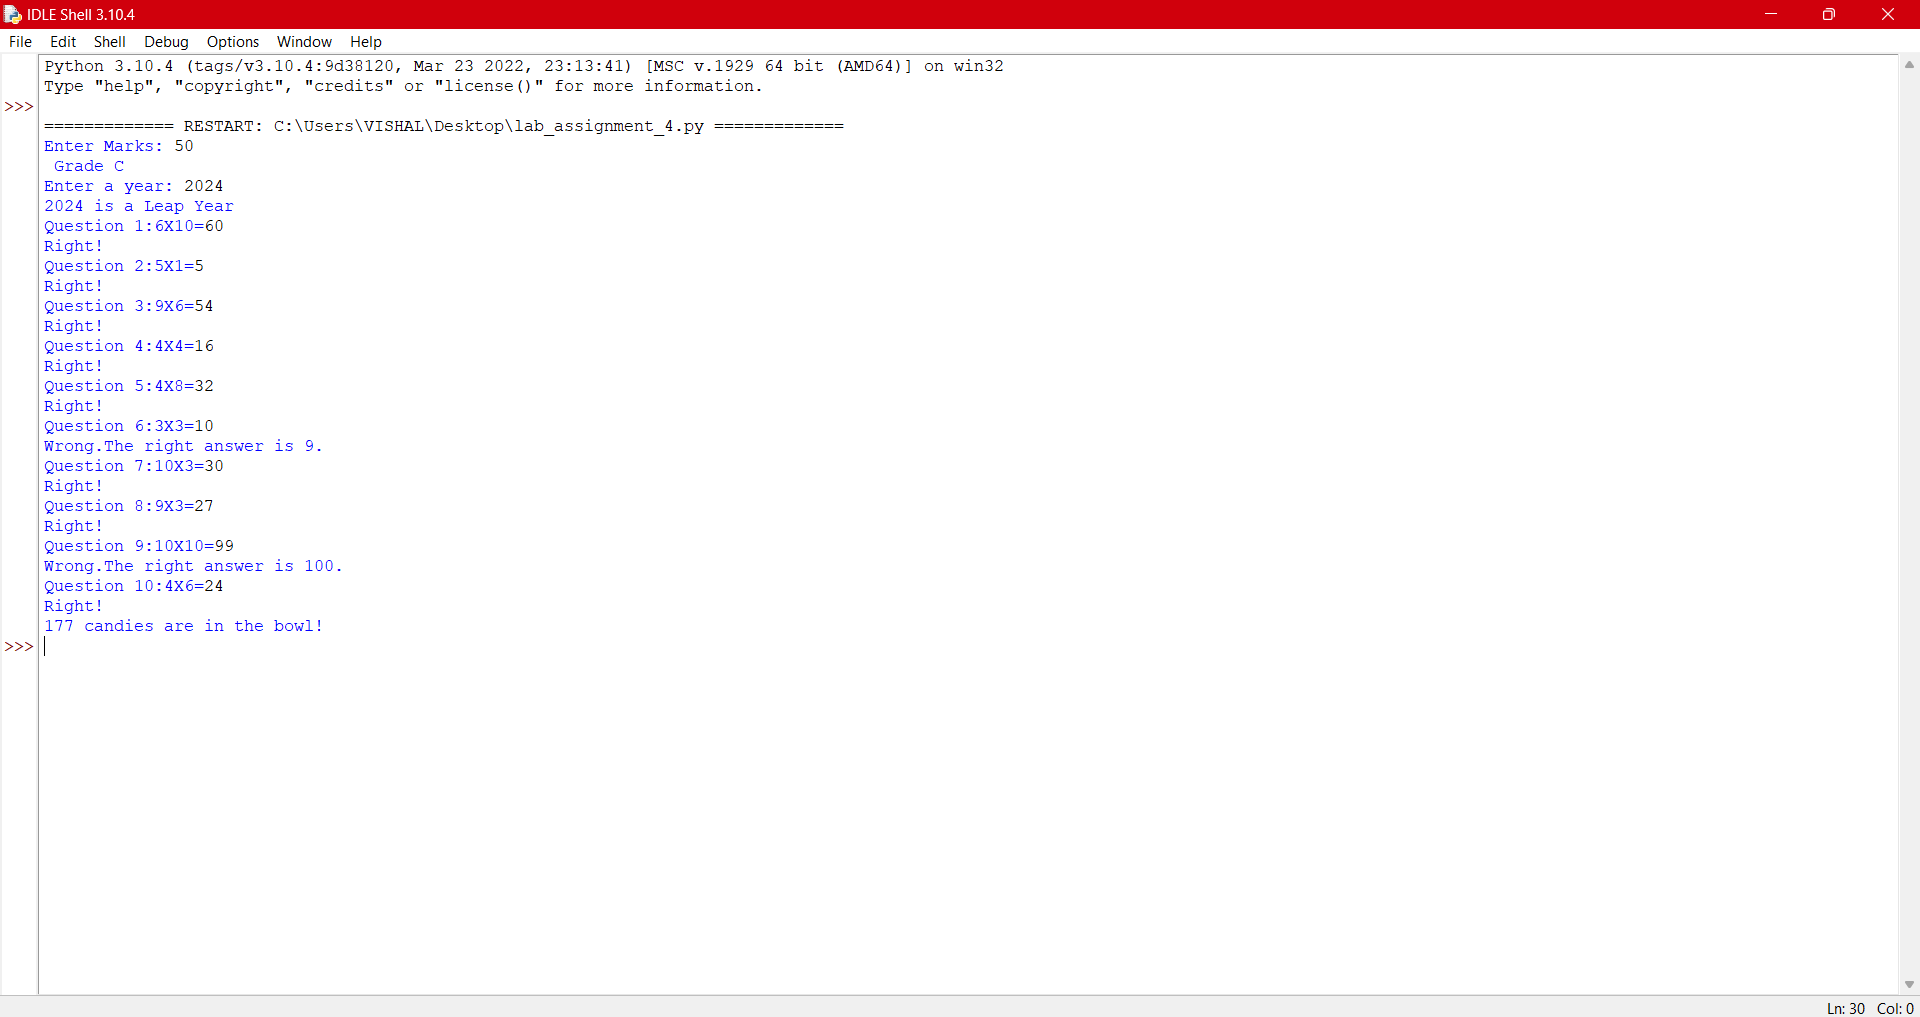 IDLE Shell 3.10.4
File Edit Shell Debug Options Window Help
Python 3.10.4 (tags/v3.10.4:9d38120, Mar 23 2022, 23:13:41) [MSC v.1929 64 bit (AMD64)] on win32
Type "help", "copyright", "credits" or "license()" for more information.
>>>
============= RESTART: C:\Users\VISHAL\Desktop\lab_assignment_4.py =============
Enter Marks: 50
 Grade C
Enter a year: 2024
2024 is a Leap Year
Question 1:6X10=60
Right!
Question 2:5X1=5
Right!
Question 3:9X6=54
Right!
Question 4:4X4=16
Right!
Question 5:4X8=32
Right!
Question 6:3X3=10
Wrong.The right answer is 9.
Question 7:10X3=30
Right!
Question 8:9X3=27
Right!
Question 9:10X10=99
Wrong.The right answer is 100.
Question 10:4X6=24
Right!
177 candies are in the bowl!
>>>
Ln: 30 Col: 0